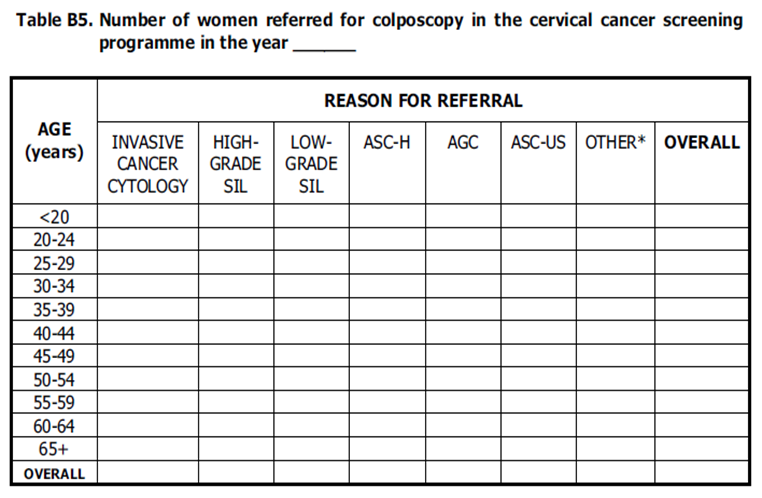 Table B5. Number of women referred for colposcopy in the cervical cancer screening
programme in the year ______
AGE
(years)
REASON FOR REFERRAL
INVASIVE
CANCER
CYTOLOGY
HIGH-
GRADE
SIL
LOW-
GRADE
SIL
ASC-H
AGC
ASC-US
OTHER*
OVERALL
<20
20-24
25-29
30-34
35-39
40-44
45-49
50-54
55-59
60-64
65+
OVERALL